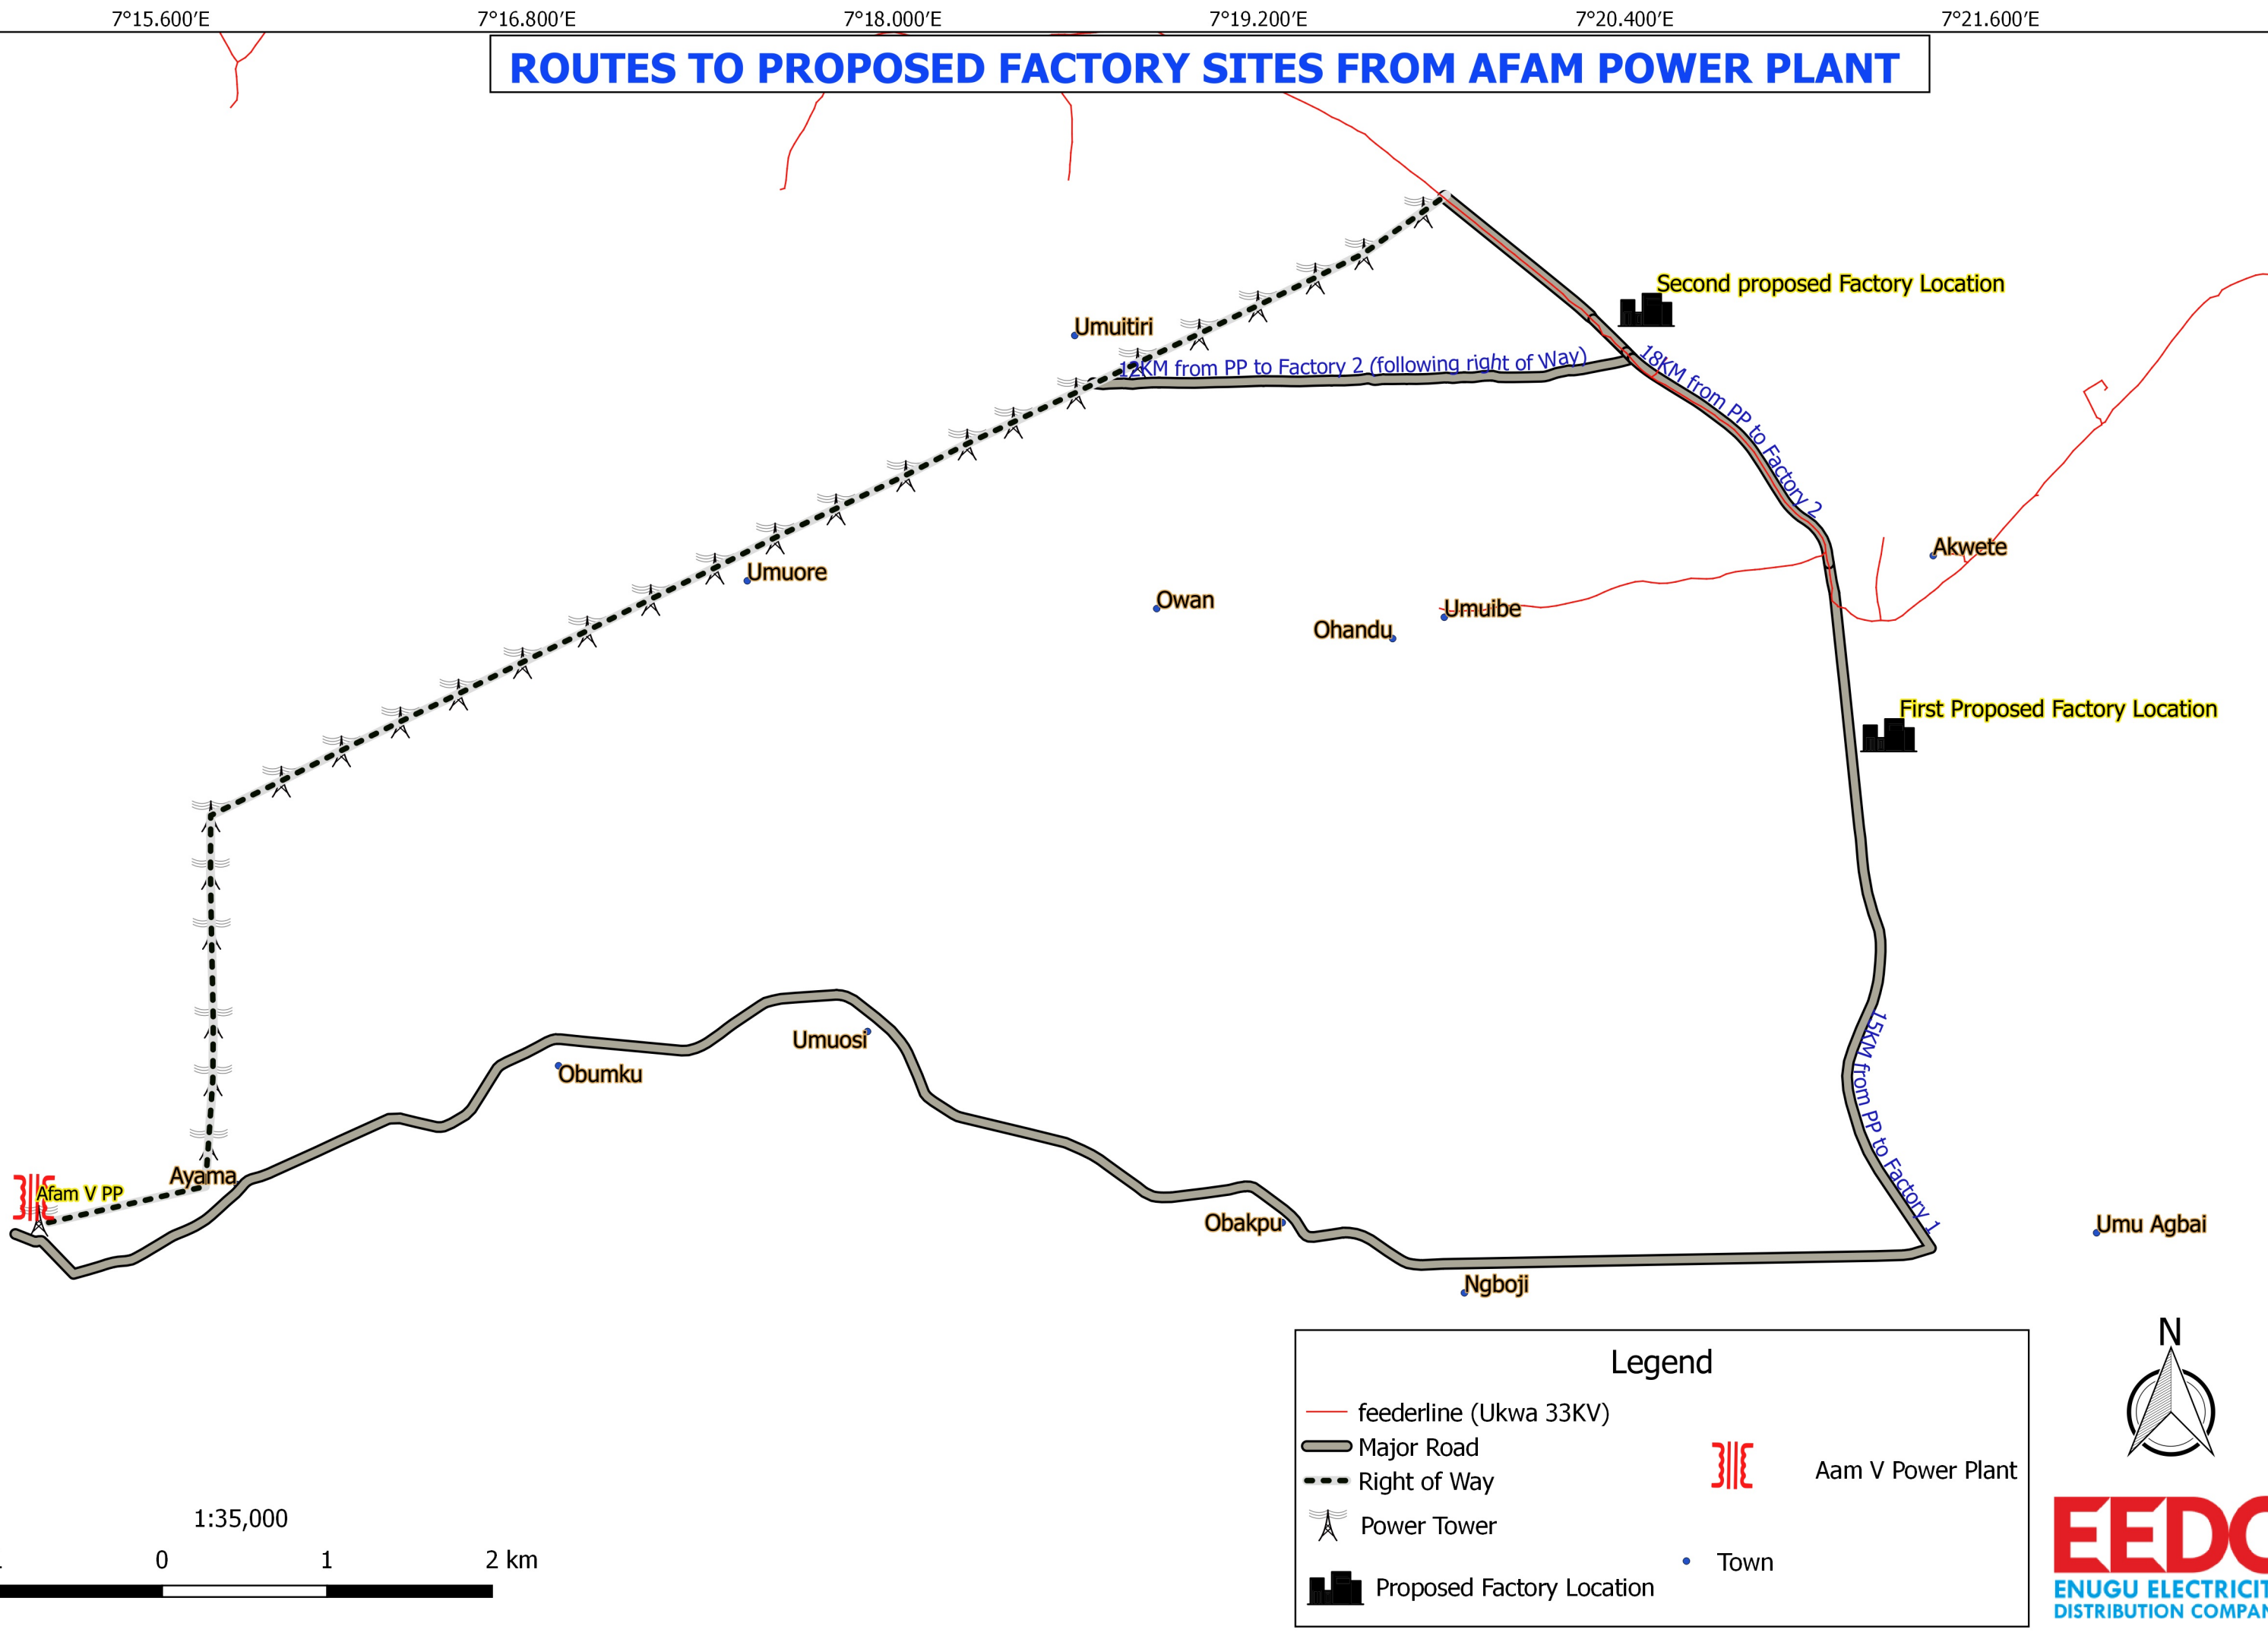 7°15.600′E 7°16.800′E 7°18.000′E 7°19.200′E 7°20.400′E 7°21.600′E
ROUTES TO PROPOSED FACTORY SITES FROM AFAM POWER PLANT
Second proposed Factory Location
Umuitiri
12KM from PP to Factory 2 (following right of Way)
18KM from PP to Factory 2
Akwete
Umuore
Owan
Umuibe
Ohandu
First Proposed Factory Location
Umuosi
Obumku
15KM from PP to Factory 1
Ayama
Afam V PP
Obakpu
Umu Agbai
Ngboji
N
Legend
feederline (Ukwa 33KV)
Major Road
Right of Way
Aam V Power Plant
Power Tower
Town
Proposed Factory Location
1:35,000
0 1 2 km
EEDC
ENUGU ELECTRICIT
DISTRIBUTION COMPAN